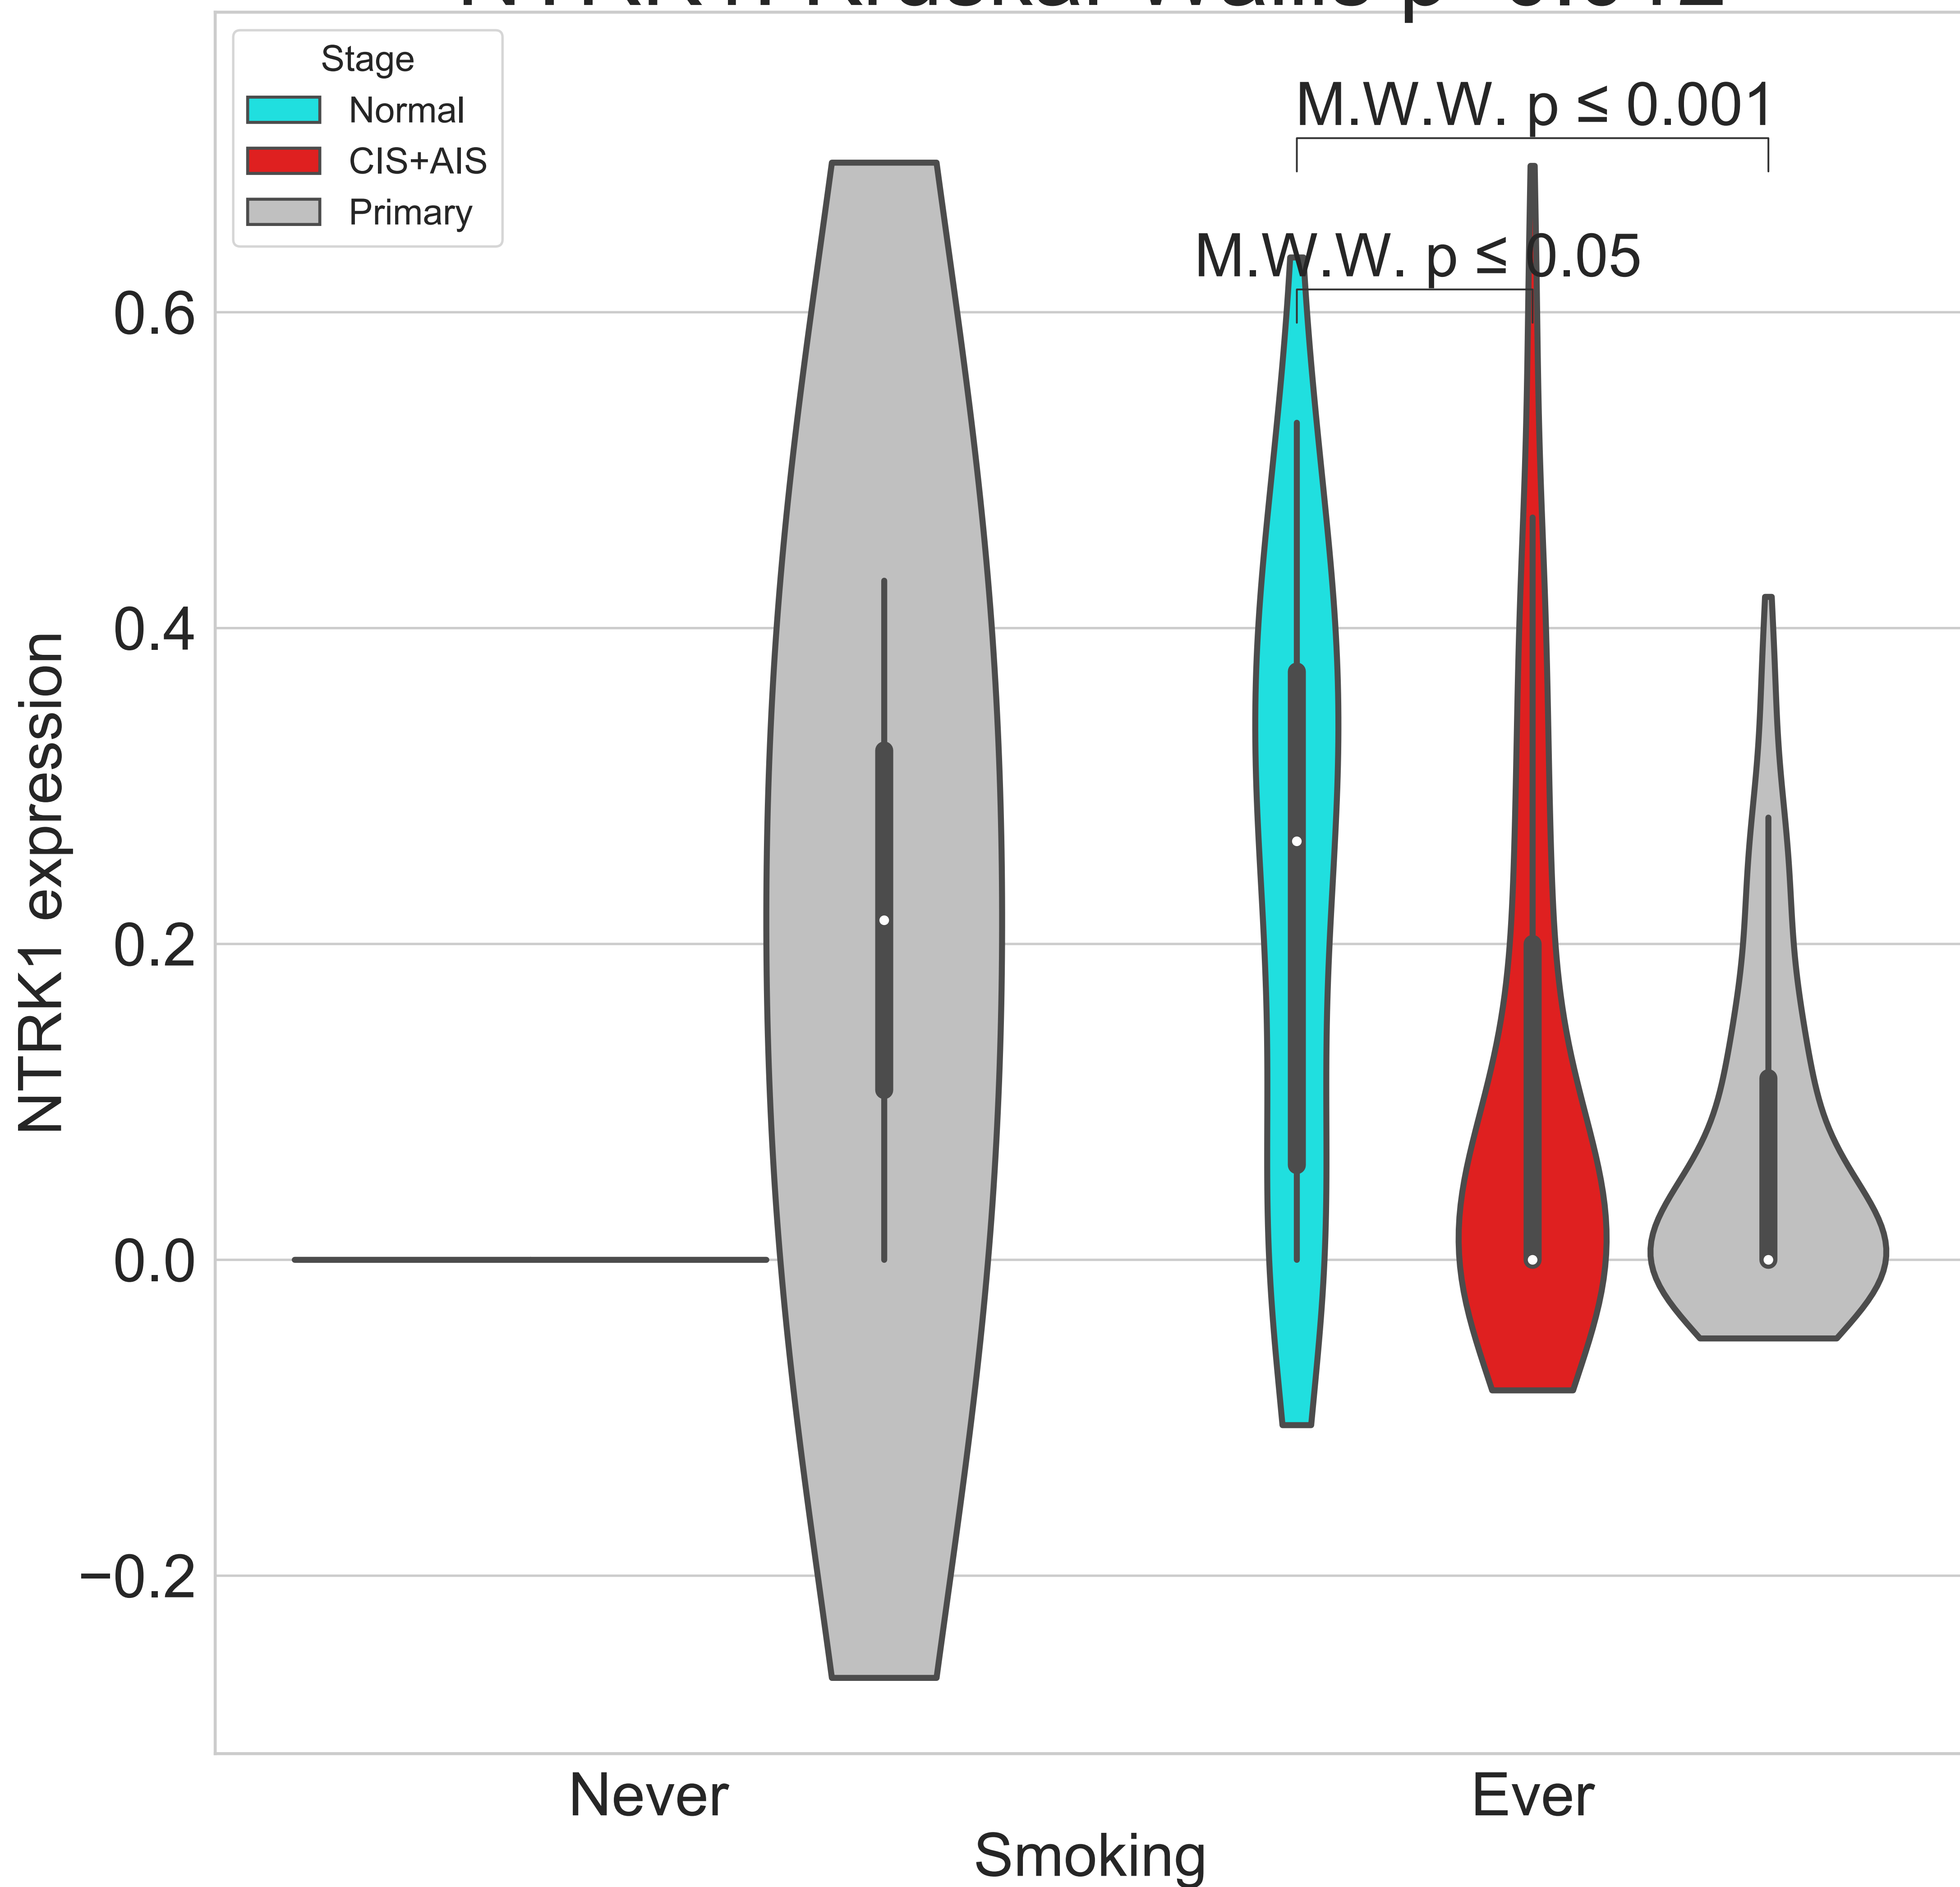 Stage
Normal
CIS+AIS
Primary
M.W.W. p ≤ 0.001
M.W.W. p ≤ 0.05
0.6
0.4
0.2
0.0
−0.2
NTRK1 expression
Never
Ever
Smoking